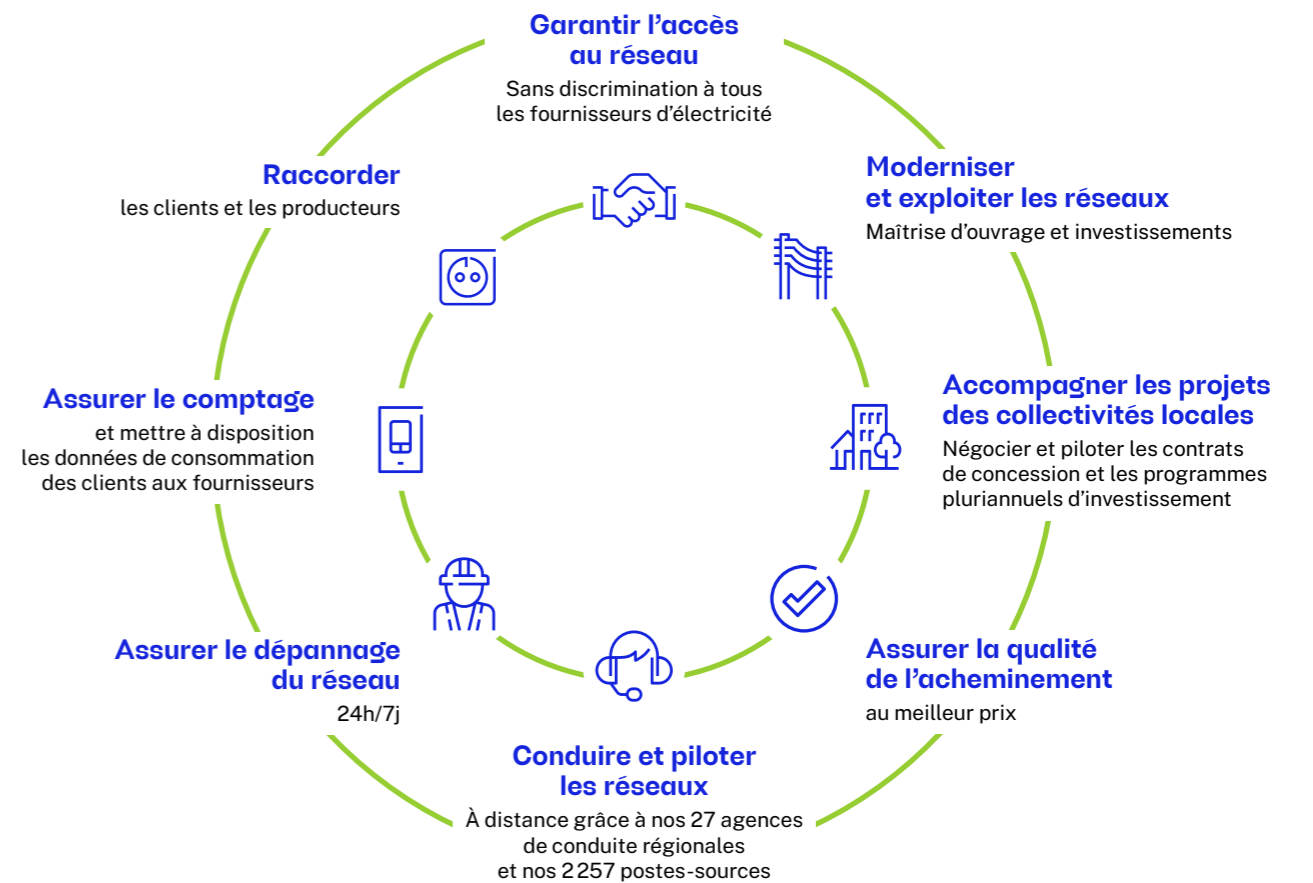 Garantir l’accès
au réseau
Sans discrimination à tous
les fournisseurs d’électricité
Moderniser
et exploiter les réseaux
Maîtrise d’ouvrage et investissements
Accompagner les projets
des collectivités locales
Négocier et piloter les contrats
de concession et les programmes
pluriannuels d’investissement
Assurer la qualité
de l’acheminement
au meilleur prix
Conduire et piloter
les réseaux
À distance grâce à nos 27 agences
de conduite régionales
et nos 2 257 postes-sources
Assurer le dépannage
du réseau
24h/7j
Assurer le comptage
et mettre à disposition
les données de consommation
des clients aux fournisseurs
Raccorder
les clients et les producteurs